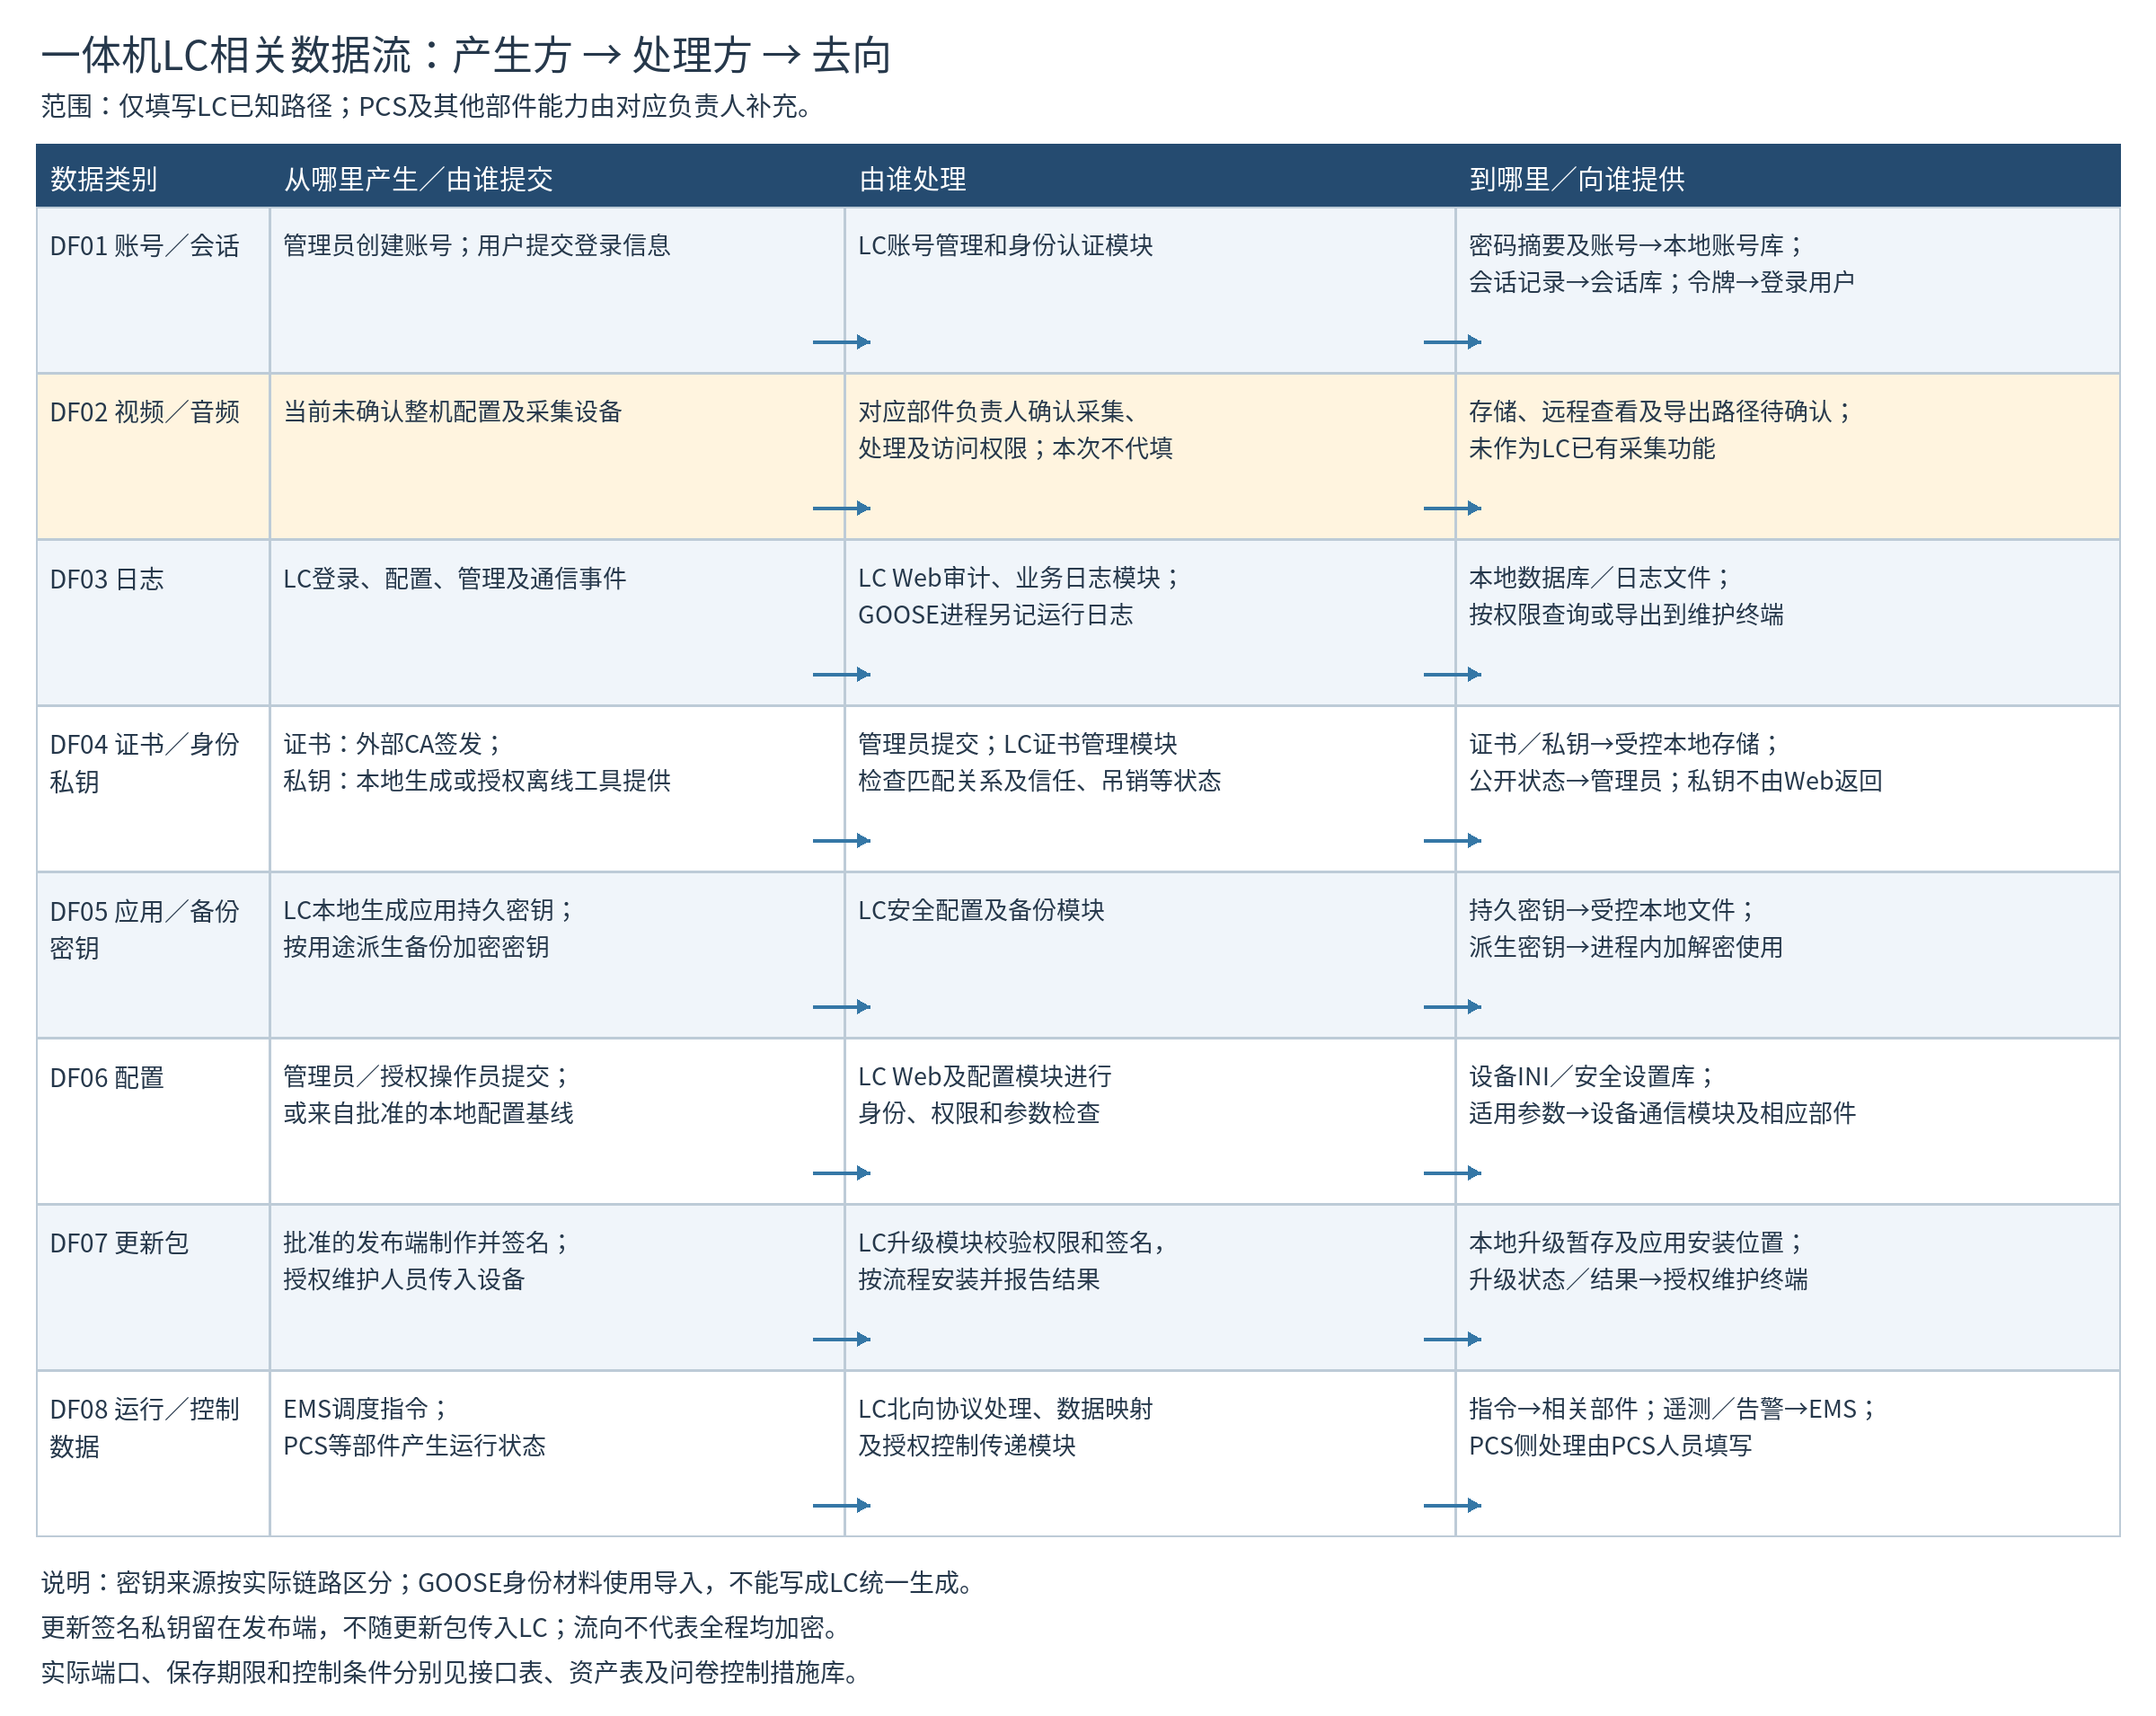 一体机LC相关数据流：产生方 → 处理方 → 去向
范围：仅填写LC已知路径；PCS及其他部件能力由对应负责人补充。
数据类别
从哪里产生／由谁提交
由谁处理
到哪里／向谁提供
DF01 账号／会话
管理员创建账号；用户提交登录信息
LC账号管理和身份认证模块
密码摘要及账号→本地账号库；
会话记录→会话库；令牌→登录用户
DF02 视频／音频
当前未确认整机配置及采集设备
对应部件负责人确认采集、
处理及访问权限；本次不代填
存储、远程查看及导出路径待确认；
未作为LC已有采集功能
DF03 日志
LC登录、配置、管理及通信事件
LC Web审计、业务日志模块；
GOOSE进程另记运行日志
本地数据库／日志文件；
按权限查询或导出到维护终端
DF04 证书／身份
私钥
证书：外部CA签发；
私钥：本地生成或授权离线工具提供
管理员提交；LC证书管理模块
检查匹配关系及信任、吊销等状态
证书／私钥→受控本地存储；
公开状态→管理员；私钥不由Web返回
DF05 应用／备份
密钥
LC本地生成应用持久密钥；
按用途派生备份加密密钥
LC安全配置及备份模块
持久密钥→受控本地文件；
派生密钥→进程内加解密使用
DF06 配置
管理员／授权操作员提交；
或来自批准的本地配置基线
LC Web及配置模块进行
身份、权限和参数检查
设备INI／安全设置库；
适用参数→设备通信模块及相应部件
DF07 更新包
批准的发布端制作并签名；
授权维护人员传入设备
LC升级模块校验权限和签名，
按流程安装并报告结果
本地升级暂存及应用安装位置；
升级状态／结果→授权维护终端
DF08 运行／控制
数据
EMS调度指令；
PCS等部件产生运行状态
LC北向协议处理、数据映射
及授权控制传递模块
指令→相关部件；遥测／告警→EMS；
PCS侧处理由PCS人员填写
说明：密钥来源按实际链路区分；GOOSE身份材料使用导入，不能写成LC统一生成。
更新签名私钥留在发布端，不随更新包传入LC；流向不代表全程均加密。
实际端口、保存期限和控制条件分别见接口表、资产表及问卷控制措施库。